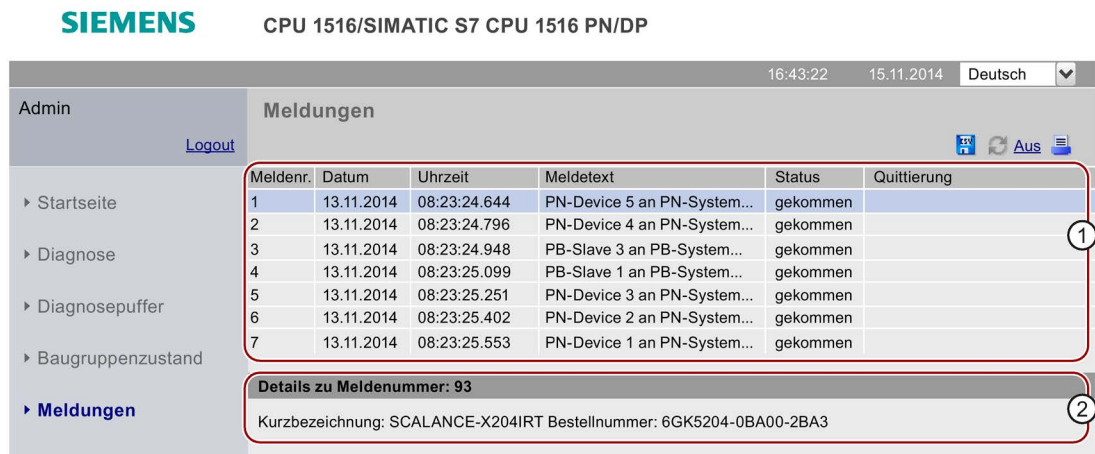 SIEMENS CPU 1516/SIMATIC S7 CPU 1516 PN/DP
16:43:22 15.11.2014 Deutsch
Admin
Meldungen
Logout
Aus
Meldenr. Datum Uhrzeit Meldetext Status Quittierung
1 13.11.2014 08:23:24.644 PN-Device 5 an PN-System... gekommen
2 13.11.2014 08:23:24.796 PN-Device 4 an PN-System... gekommen
3 13.11.2014 08:23:24.948 PB-Slave 3 an PB-System... gekommen
4 13.11.2014 08:23:25.099 PB-Slave 1 an PB-System... gekommen
5 13.11.2014 08:23:25.251 PN-Device 3 an PN-System... gekommen
6 13.11.2014 08:23:25.402 PN-Device 2 an PN-System... gekommen
7 13.11.2014 08:23:25.553 PN-Device 1 an PN-System... gekommen
1
Startseite
Diagnose
Diagnosepuffer
Baugruppenzustand
Meldungen
Details zu Meldenummer: 93
Kurzbezeichnung: SCALANCE-X204IRT Bestellnummer: 6GK5204-0BA00-2BA3
2